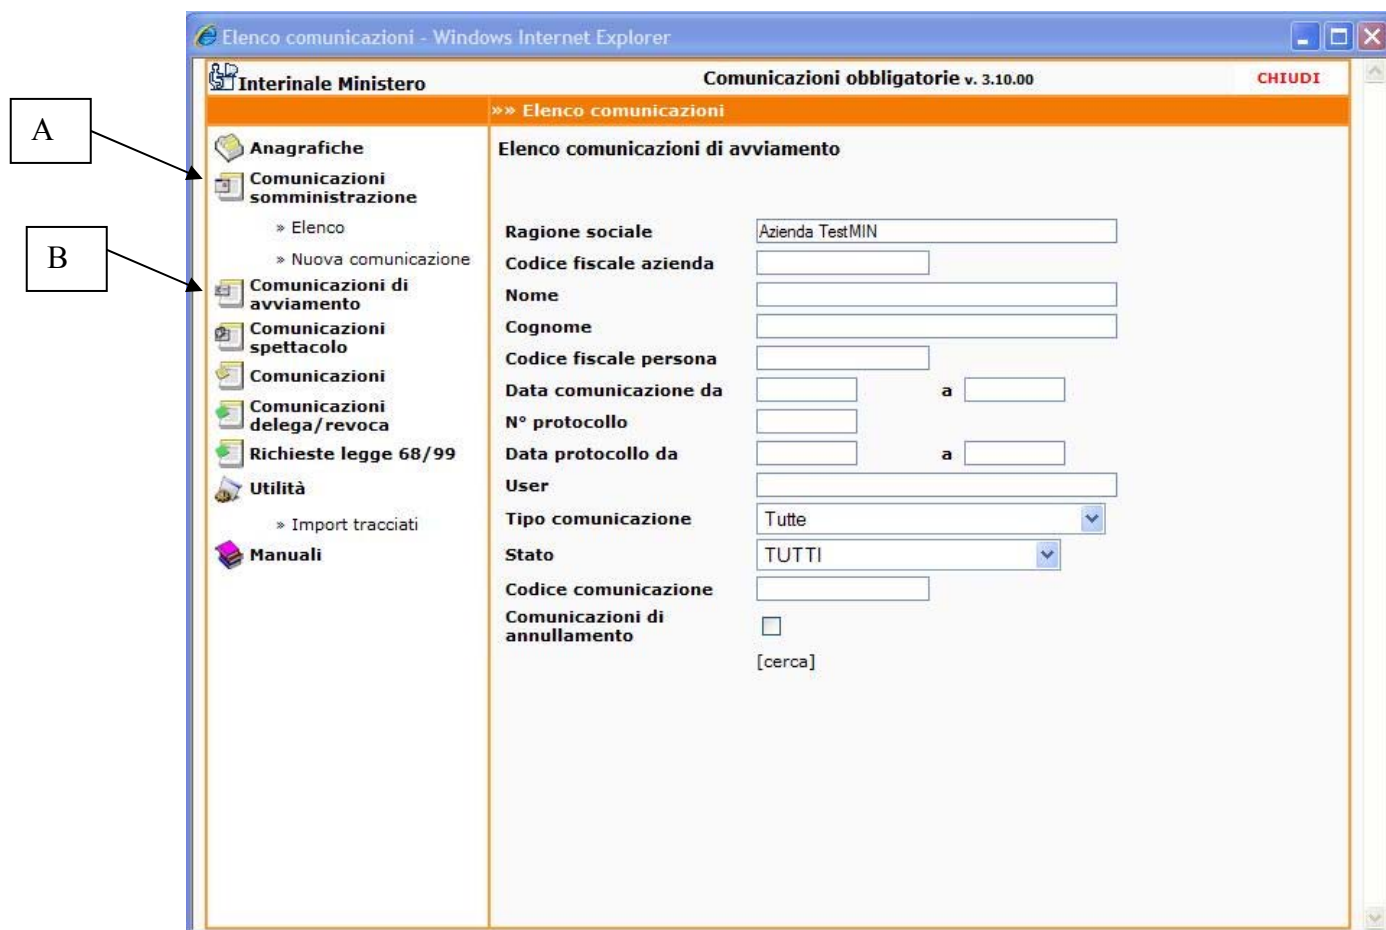 Elenco comunicazioni - Windows Internet Explorer
Interinale Ministero
Comunicazioni obbligatorie v. 3.10.00
CHIUDI
»» Elenco comunicazioni
A
B
Anagrafiche
Comunicazioni
somministrazione
» Elenco
» Nuova comunicazione
Comunicazioni di
avviamento
Comunicazioni
spettacolo
Comunicazioni
Comunicazioni
delega/revoca
Richieste legge 68/99
Utilità
» Import tracciati
Manuali
Elenco comunicazioni di avviamento
Ragione sociale Azienda TestMIN
Codice fiscale azienda
Nome
Cognome
Codice fiscale persona
Data comunicazione da a
N° protocollo
Data protocollo da a
User
Tipo comunicazione Tutte
Stato TUTTI
Codice comunicazione
Comunicazioni di
annullamento
[cerca]